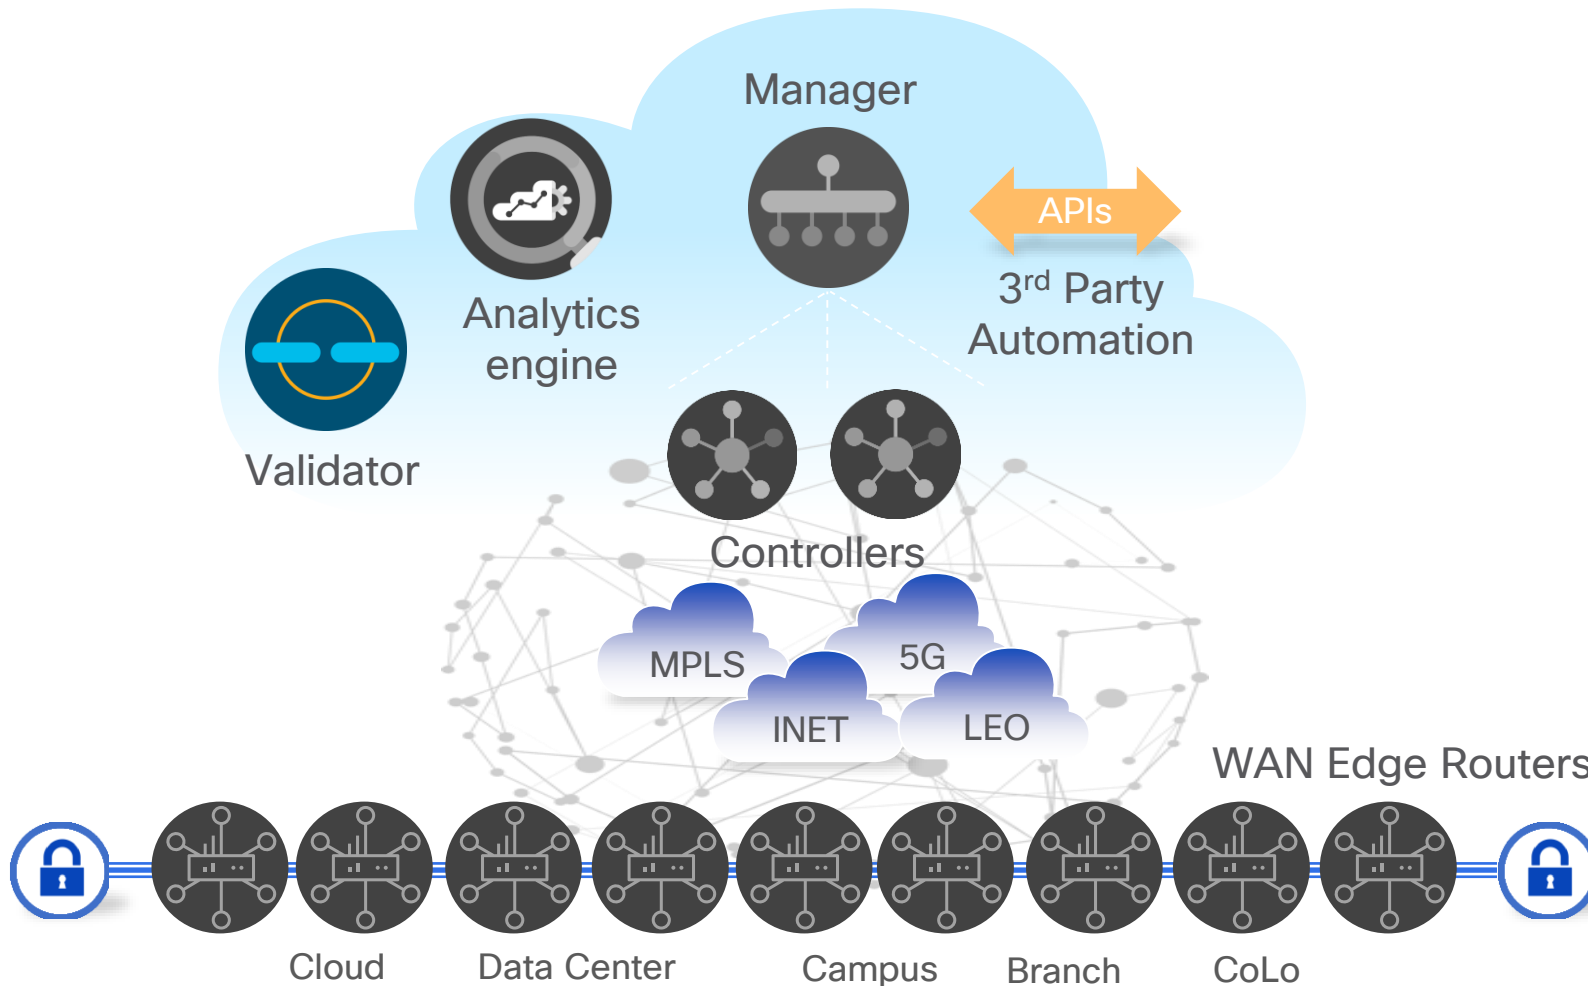 Manager
APIs
3rd Party
Automation
Analytics
engine
Validator
Controllers
MPLS
5G
INET
LEO
WAN Edge Routers
Cloud
Data Center
Campus
Branch
CoLo